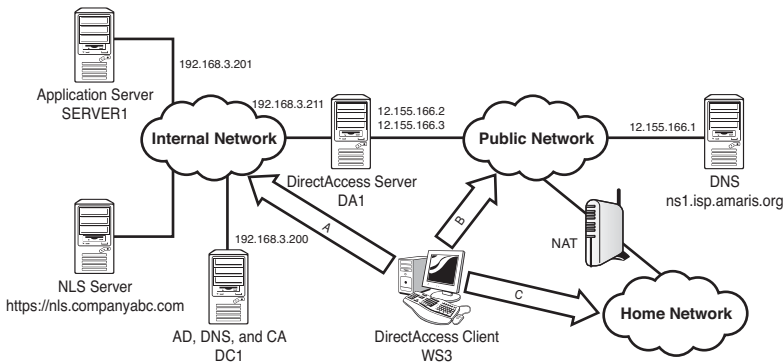 192.168.3.201
Application Server
SERVER1
192.168.3.211
12.155.166.2
12.155.166.3
12.155.166.1
Internal Network
Public Network
DirectAccess Server
DA1
DNS
ns1.isp.amaris.org
A
B
NAT
192.168.3.200
NLS Server
https://nls.companyabc.com
C
AD, DNS, and CA
DC1
DirectAccess Client
WS3
Home Network